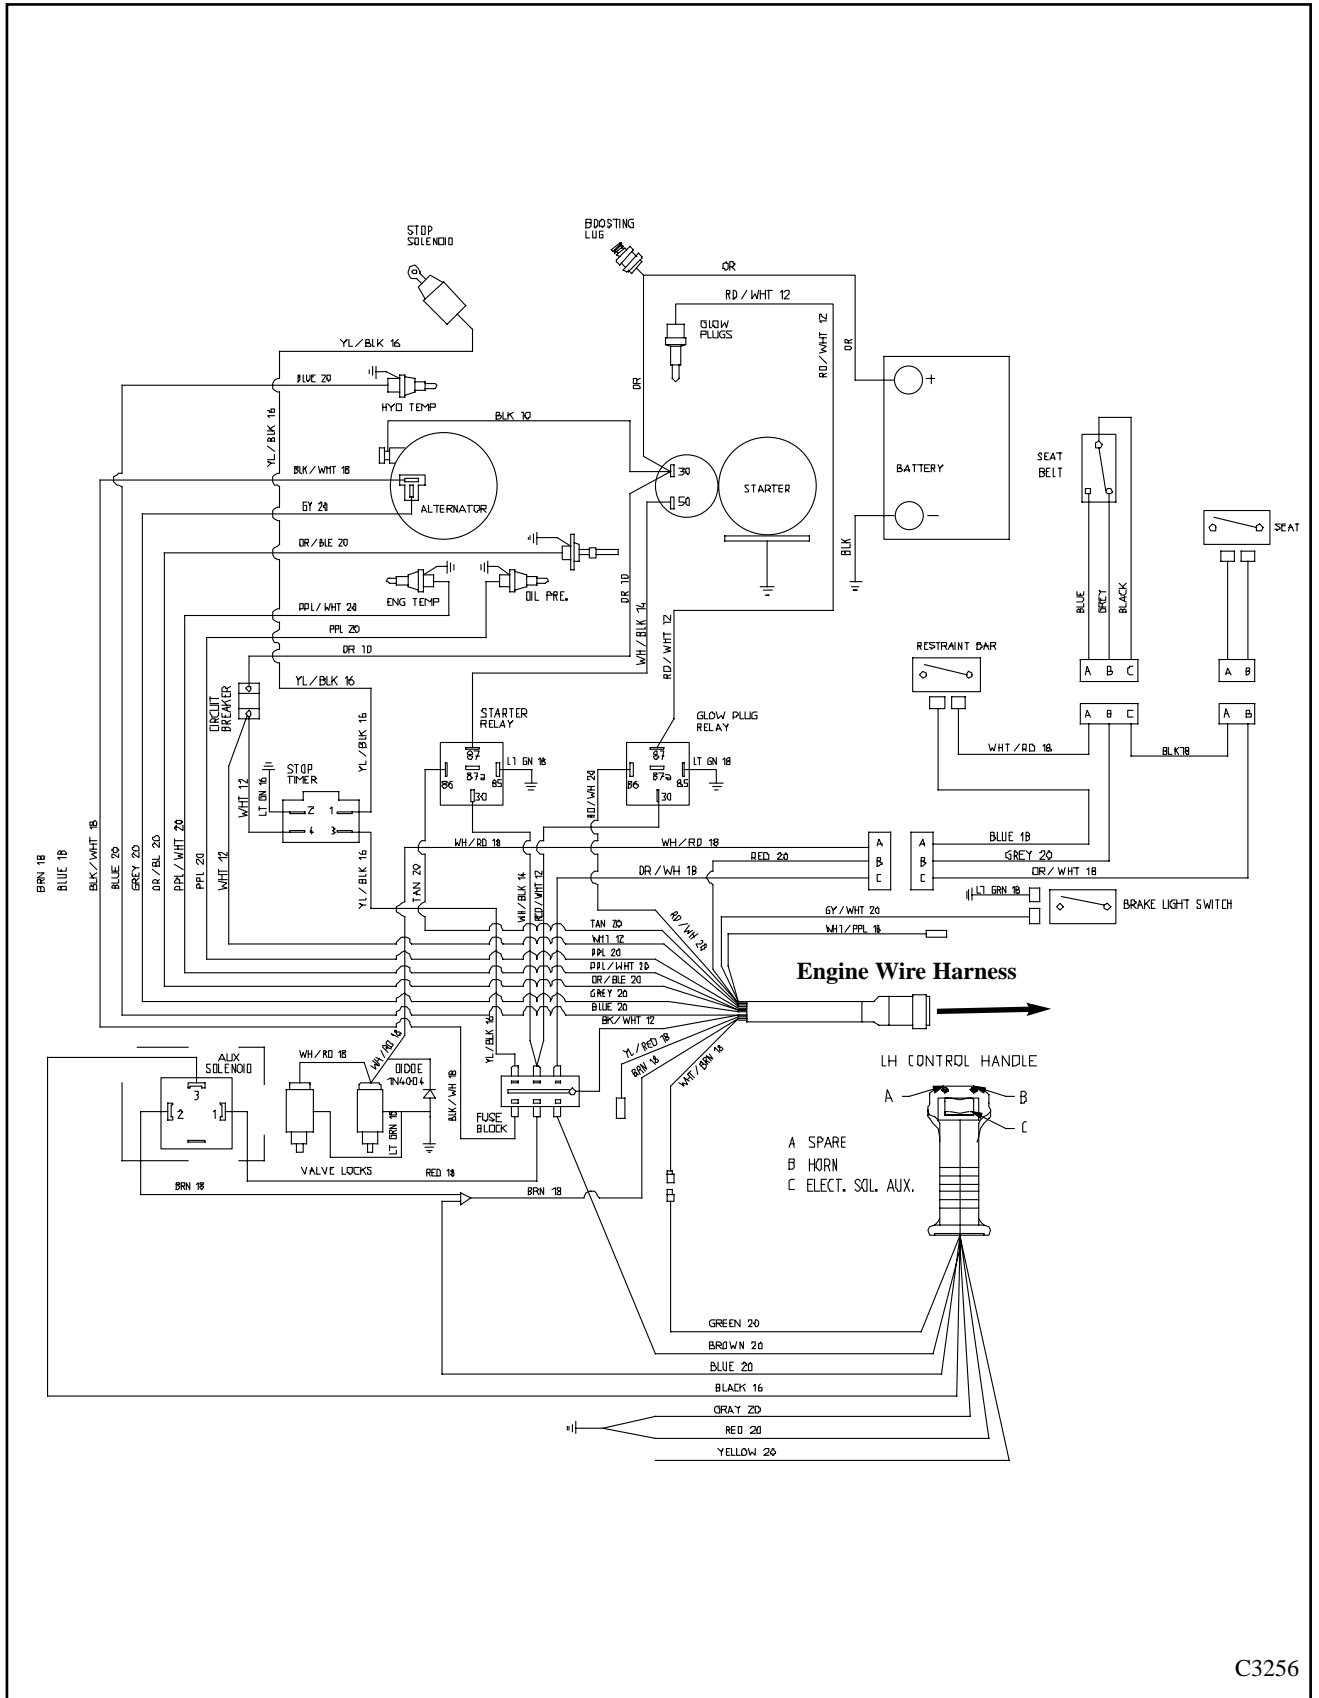 STOP
SOLENOID
BOOSTING
LUG
OR
RD/WHT 12
GLOW
PLUGS
RD/WHT 12
OR
OR
YL/BLK 16
BLUE 20
HYD TEMP
BLK 10
YL/BLK 16
BLK/WHT 18
GY 20
ALTERNATOR
30
50
STARTER
+
BATTERY
−
BLK
SEAT
BELT
SEAT
OR/BLE 20
ENG TEMP
OIL PRE.
OR 10
WH/BLK 14
RD/WHT 12
BLUE
GREY
BLACK
PPL/WHT 20
PPL 20
OR 10
RESTRAINT BAR
A B C
A B
YL/BLK 16
CIRCUIT
BREAKER
YL/BLK 16
STARTER
RELAY
GLOW PLUG
RELAY
A B C
A B
WHT/RD 18
BLK18
87
87a
86
85
30
LT GN 18
RD/WH 20
87
87a
86
85
30
LT GN 18
STOP
TIMER
WHT 12
LT GN 16
2 1
4 3
BRN 18
BLUE 18
BLK/WHT 18
BLUE 20
GREY 20
OR/BL 20
PPL/WHT 20
PPL 20
WHT 12
YL/BLK 16
TAN 20
WH/RD 18
WH/RD 18
RED 20
OR/WH 18
A
B
C
A
B
C
BLUE 18
GREY 20
OR/WHT 18
WH/BLK 14
RED/WHT 12
LT GRN 18
BRAKE LIGHT SWITCH
GY/WHT 20
WHT/PPL 18
RD/WH 20
TAN 20
WHT 12
PPL 20
PPL/WHT 20
OR/BLE 20
GREY 20
BLUE 20
BK/WHT 12
Engine Wire Harness
YL/RED 18
BRN 18
WHT/BRN 18
YL/BLK 16
AUX
SOLENOID
3
2 1
WH/RD 18
WH/RD 18
DIODE
1N4004
BLK/WH 18
LT GRN 18
FUSE
BLOCK
VALVE LOCKS
RED 18
BRN 18
BRN 18
LH CONTROL HANDLE
A
B
C
A SPARE
B HORN
C ELECT. SOL. AUX.
GREEN 20
BROWN 20
BLUE 20
BLACK 16
GRAY 20
RED 20
YELLOW 20
C3256